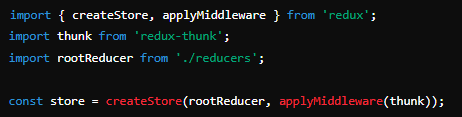 import { createStore, applyMiddleware } from 'redux';
import thunk from 'redux-thunk';
import rootReducer from './reducers';
const store = createStore(rootReducer, applyMiddleware(thunk));